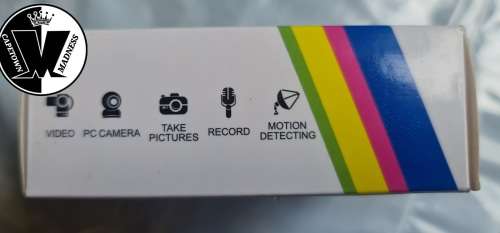 CAPETOWN
MADNESS
VIDEO
PC CAMERA
TAKE
PICTURES
RECORD
MOTION
DETECTING